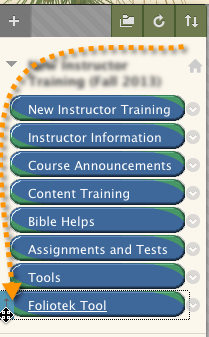 New Instructor
Training (Fall 2013)
New Instructor Training
Instructor Information
Course Announcements
Content Training
Bible Helps
Assignments and Tests
Tools
Foliotek Tool